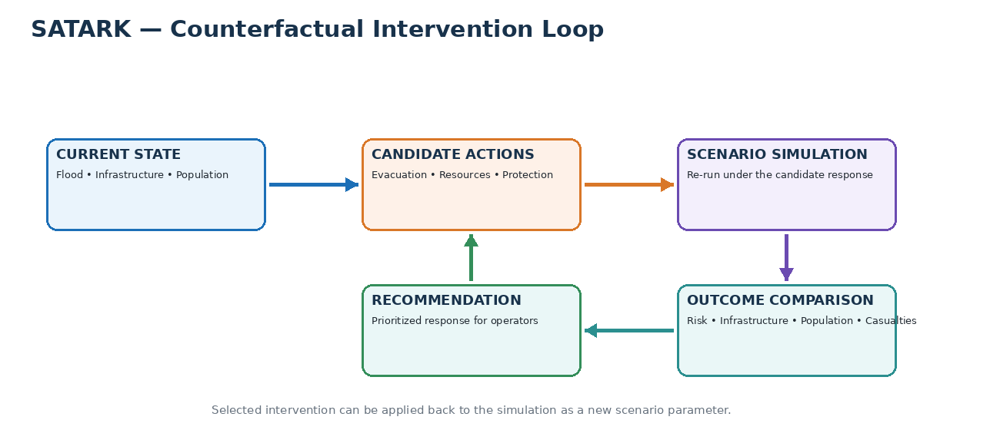 SATARK — Counterfactual Intervention Loop
CURRENT STATE
Flood • Infrastructure • Population
CANDIDATE ACTIONS
Evacuation • Resources • Protection
SCENARIO SIMULATION
Re-run under the candidate response
RECOMMENDATION
Prioritized response for operators
OUTCOME COMPARISON
Risk • Infrastructure • Population • Casualties
Selected intervention can be applied back to the simulation as a new scenario parameter.